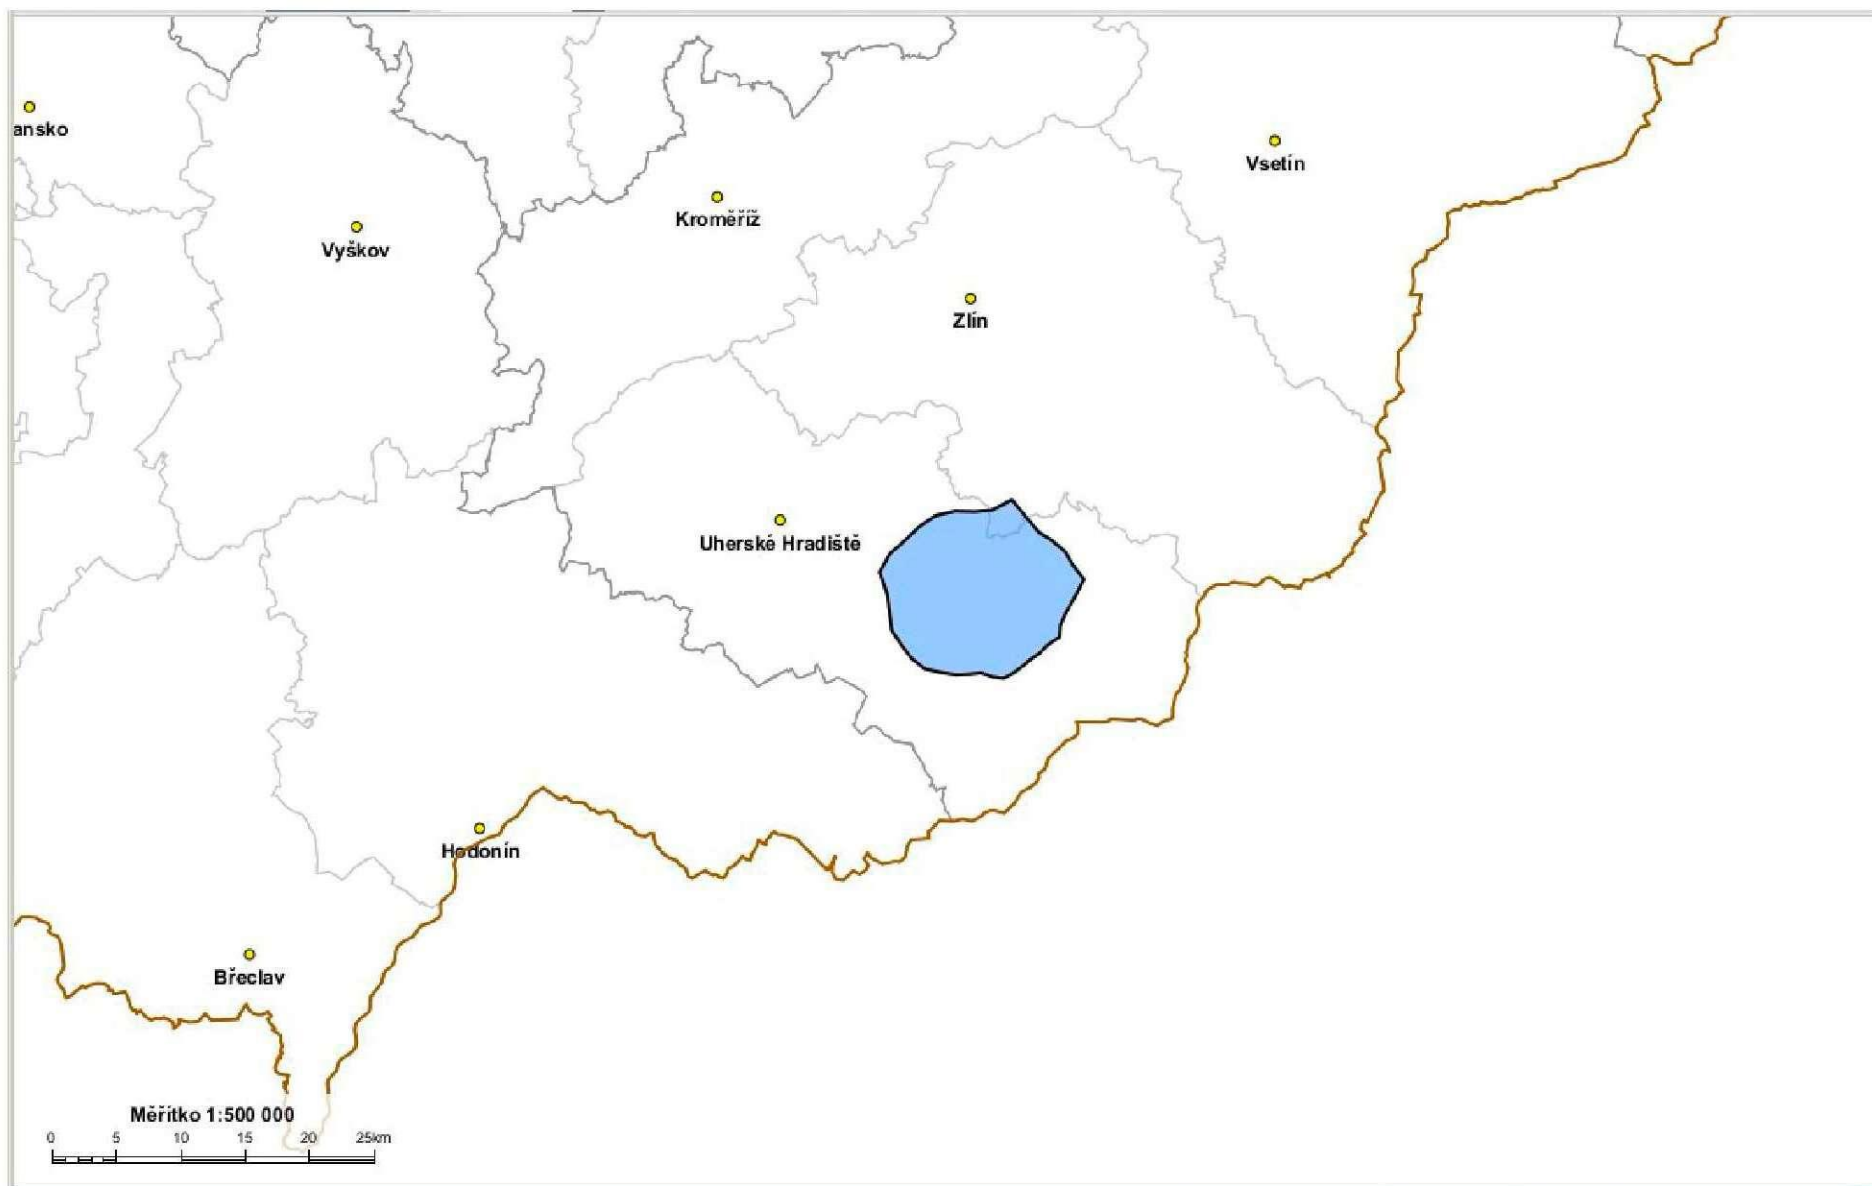 ansko
Vsetín
Kroměříž
Vyškov
Zlín
Uherské Hradiště
Hodonín
Břeclav
Měřítko 1:500 000
0 5 10 15 20 25km